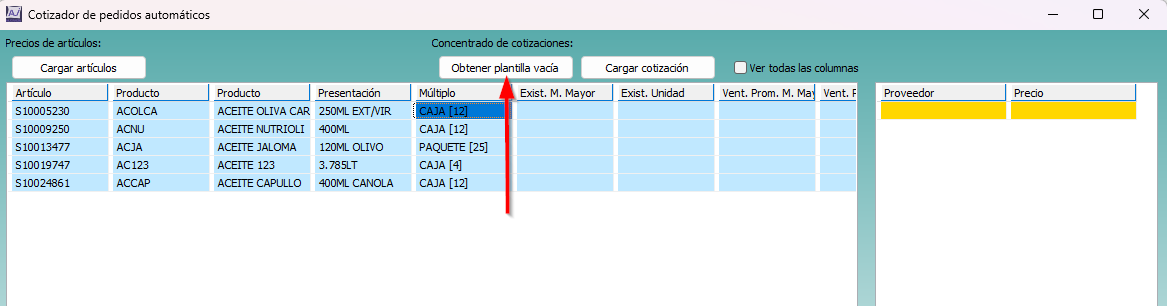 Cotizador de pedidos automáticos
Precios de artículos: Concentrado de cotizaciones:
Cargar artículos Obtener plantilla vacía Cargar cotización Ver todas las columnas
Artículo Producto Producto Presentación Múltiplo Exist. M. Mayor Exist. Unidad Vent. Prom. M. May Vent. P Proveedor Precio
S10005230 ACOLCA ACEITE OLIVA CAR 250ML EXT/VIR CAJA [12]
S10009250 ACNU ACEITE NUTRIOLI 400ML CAJA [12]
S10013477 ACJA ACEITE JALOMA 120ML OLIVO PAQUETE [25]
S10019747 AC123 ACEITE 123 3.785LT CAJA [4]
S10024861 ACCAP ACEITE CAPULLO 400ML CANOLA CAJA [12]